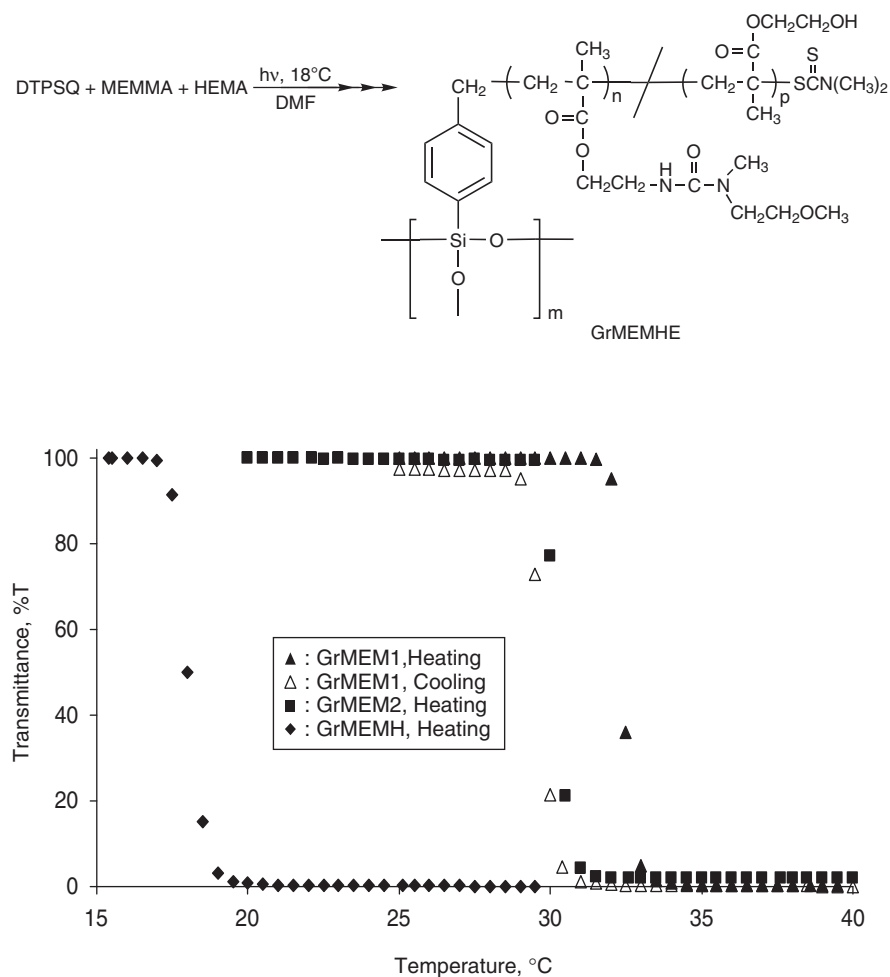 DTPSQ + MEMMA + HEMA
hν, 18°C
DMF
CH2
CH2
CH3
C
n
O=C
O
CH2CH2
H
N
O
C
N
CH3
CH2CH2OCH3
OCH2CH2OH
O=C
CH2
C
CH3
p
S
SCN(CH3)2
Si
O
O
m
GrMEMHE
Transmittance, %T
100
80
60
40
20
0
▲ : GrMEM1,Heating
△ : GrMEM1, Cooling
■ : GrMEM2, Heating
◆ : GrMEMH, Heating
15 20 25 30 35 40
Temperature, °C